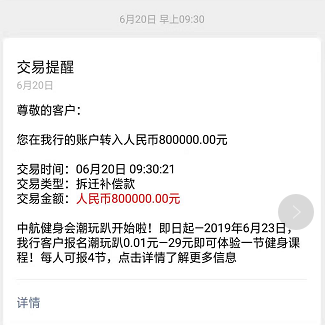 6月20日 早上09:30
交易提醒
6月20日
尊敬的客户：
您在我行的账户转入人民币800000.00元
交易时间：06月20日 09:30:21
交易类型：拆迁补偿款
交易金额：人民币800000.00元
中航健身会潮玩趴开始啦！即日起—2019年6月23日，
我行客户报名潮玩趴0.01元—29元即可体验一节健身课
程！每人可报4节，点击详情了解更多信息
详情